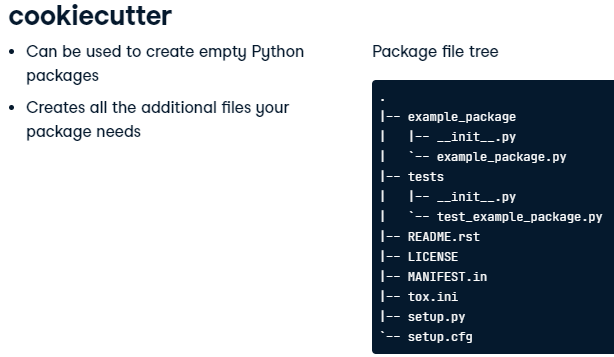 cookiecutter
• Can be used to create empty Python
packages
• Creates all the additional files your
package needs
Package file tree
.
|-- example_package
|   |-- __init__.py
|   `-- example_package.py
|-- tests
|   |-- __init__.py
|   `-- test_example_package.py
|-- README.rst
|-- LICENSE
|-- MANIFEST.in
|-- tox.ini
|-- setup.py
`-- setup.cfg